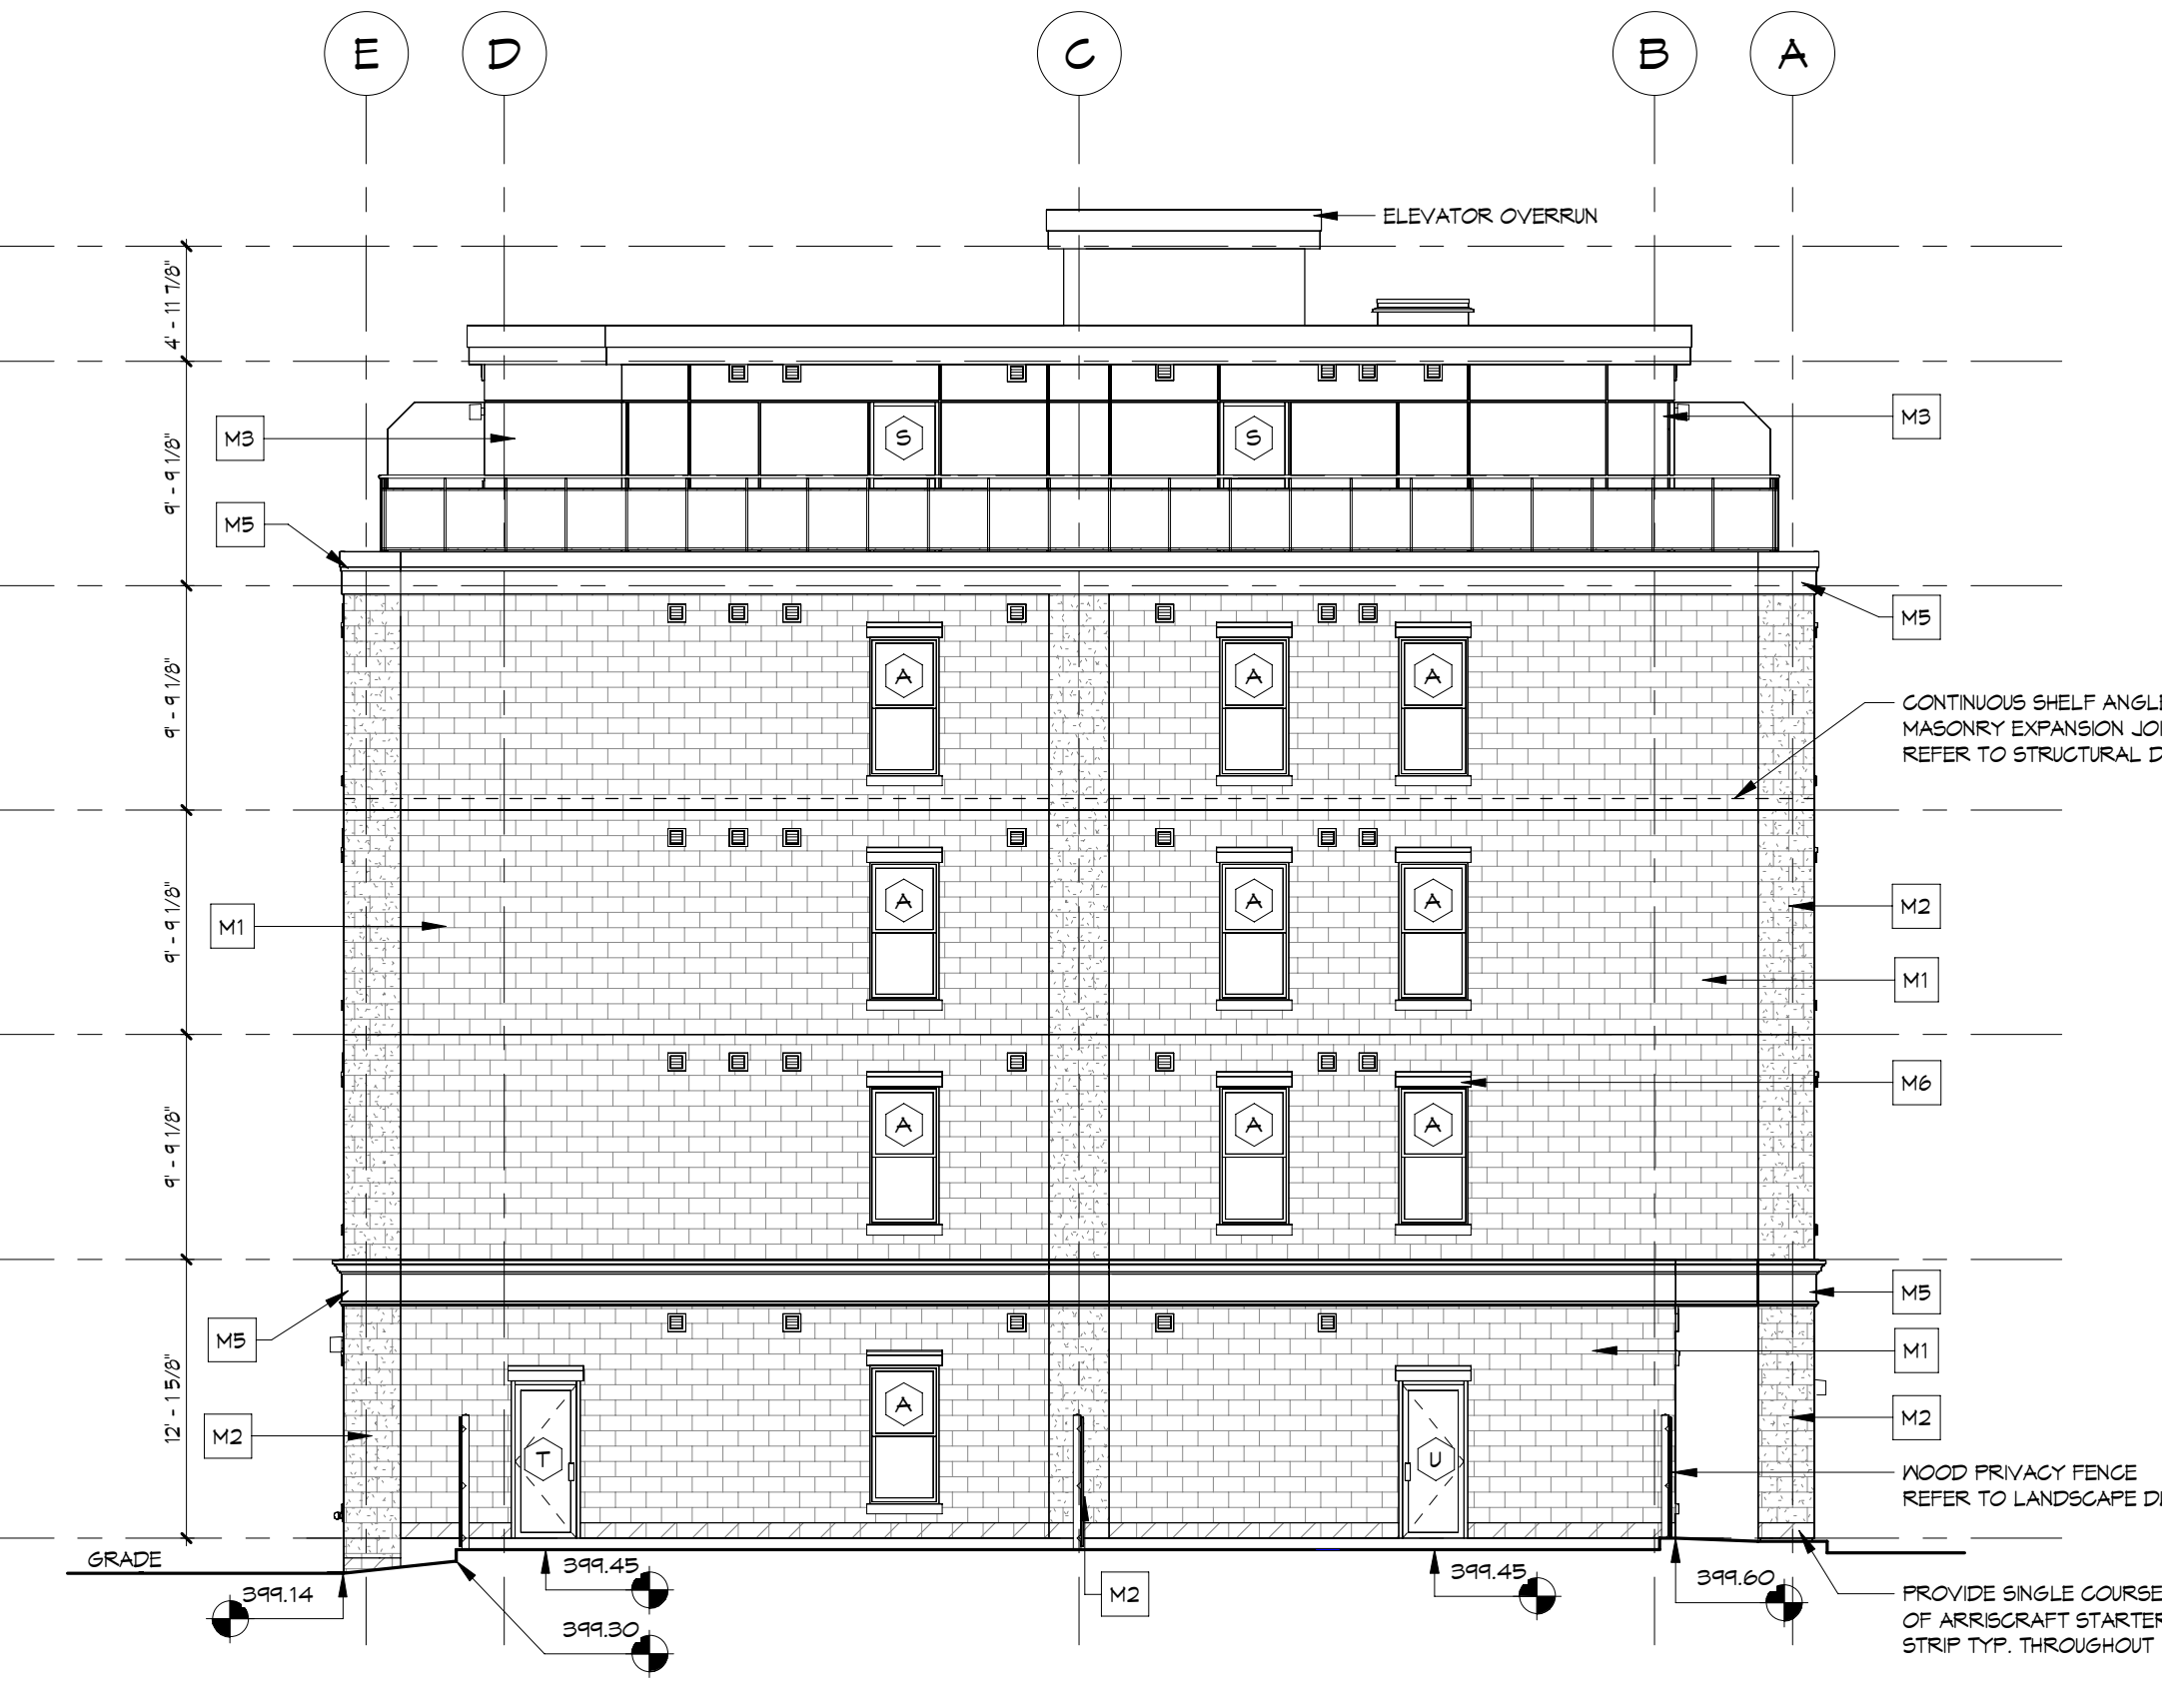 E D C B A
ELEVATOR OVERRUN
4' - 11 7/8"
9' - 9 1/8"
M3
S
S
M3
M5
M5
9' - 9 1/8"
A
A
A
CONTINUOUS SHELF ANGLE
MASONRY EXPANSION
REFER TO STRUCTURAL
9' - 9 1/8"
A
A
A
M1
M2
M1
9' - 9 1/8"
A
A
A
M6
12' - 1 5/8"
M5
M5
M1
A
M2
M2
T
U
WOOD PRIVACY FENCE
REFER TO LANDSCAPE
GRADE
399.14
399.45
399.30
M2
399.45
399.60
PROVIDE SINGLE COURSE
OF ARRISCRAFT STARTER
STRIP TYP. THROUGHOUT